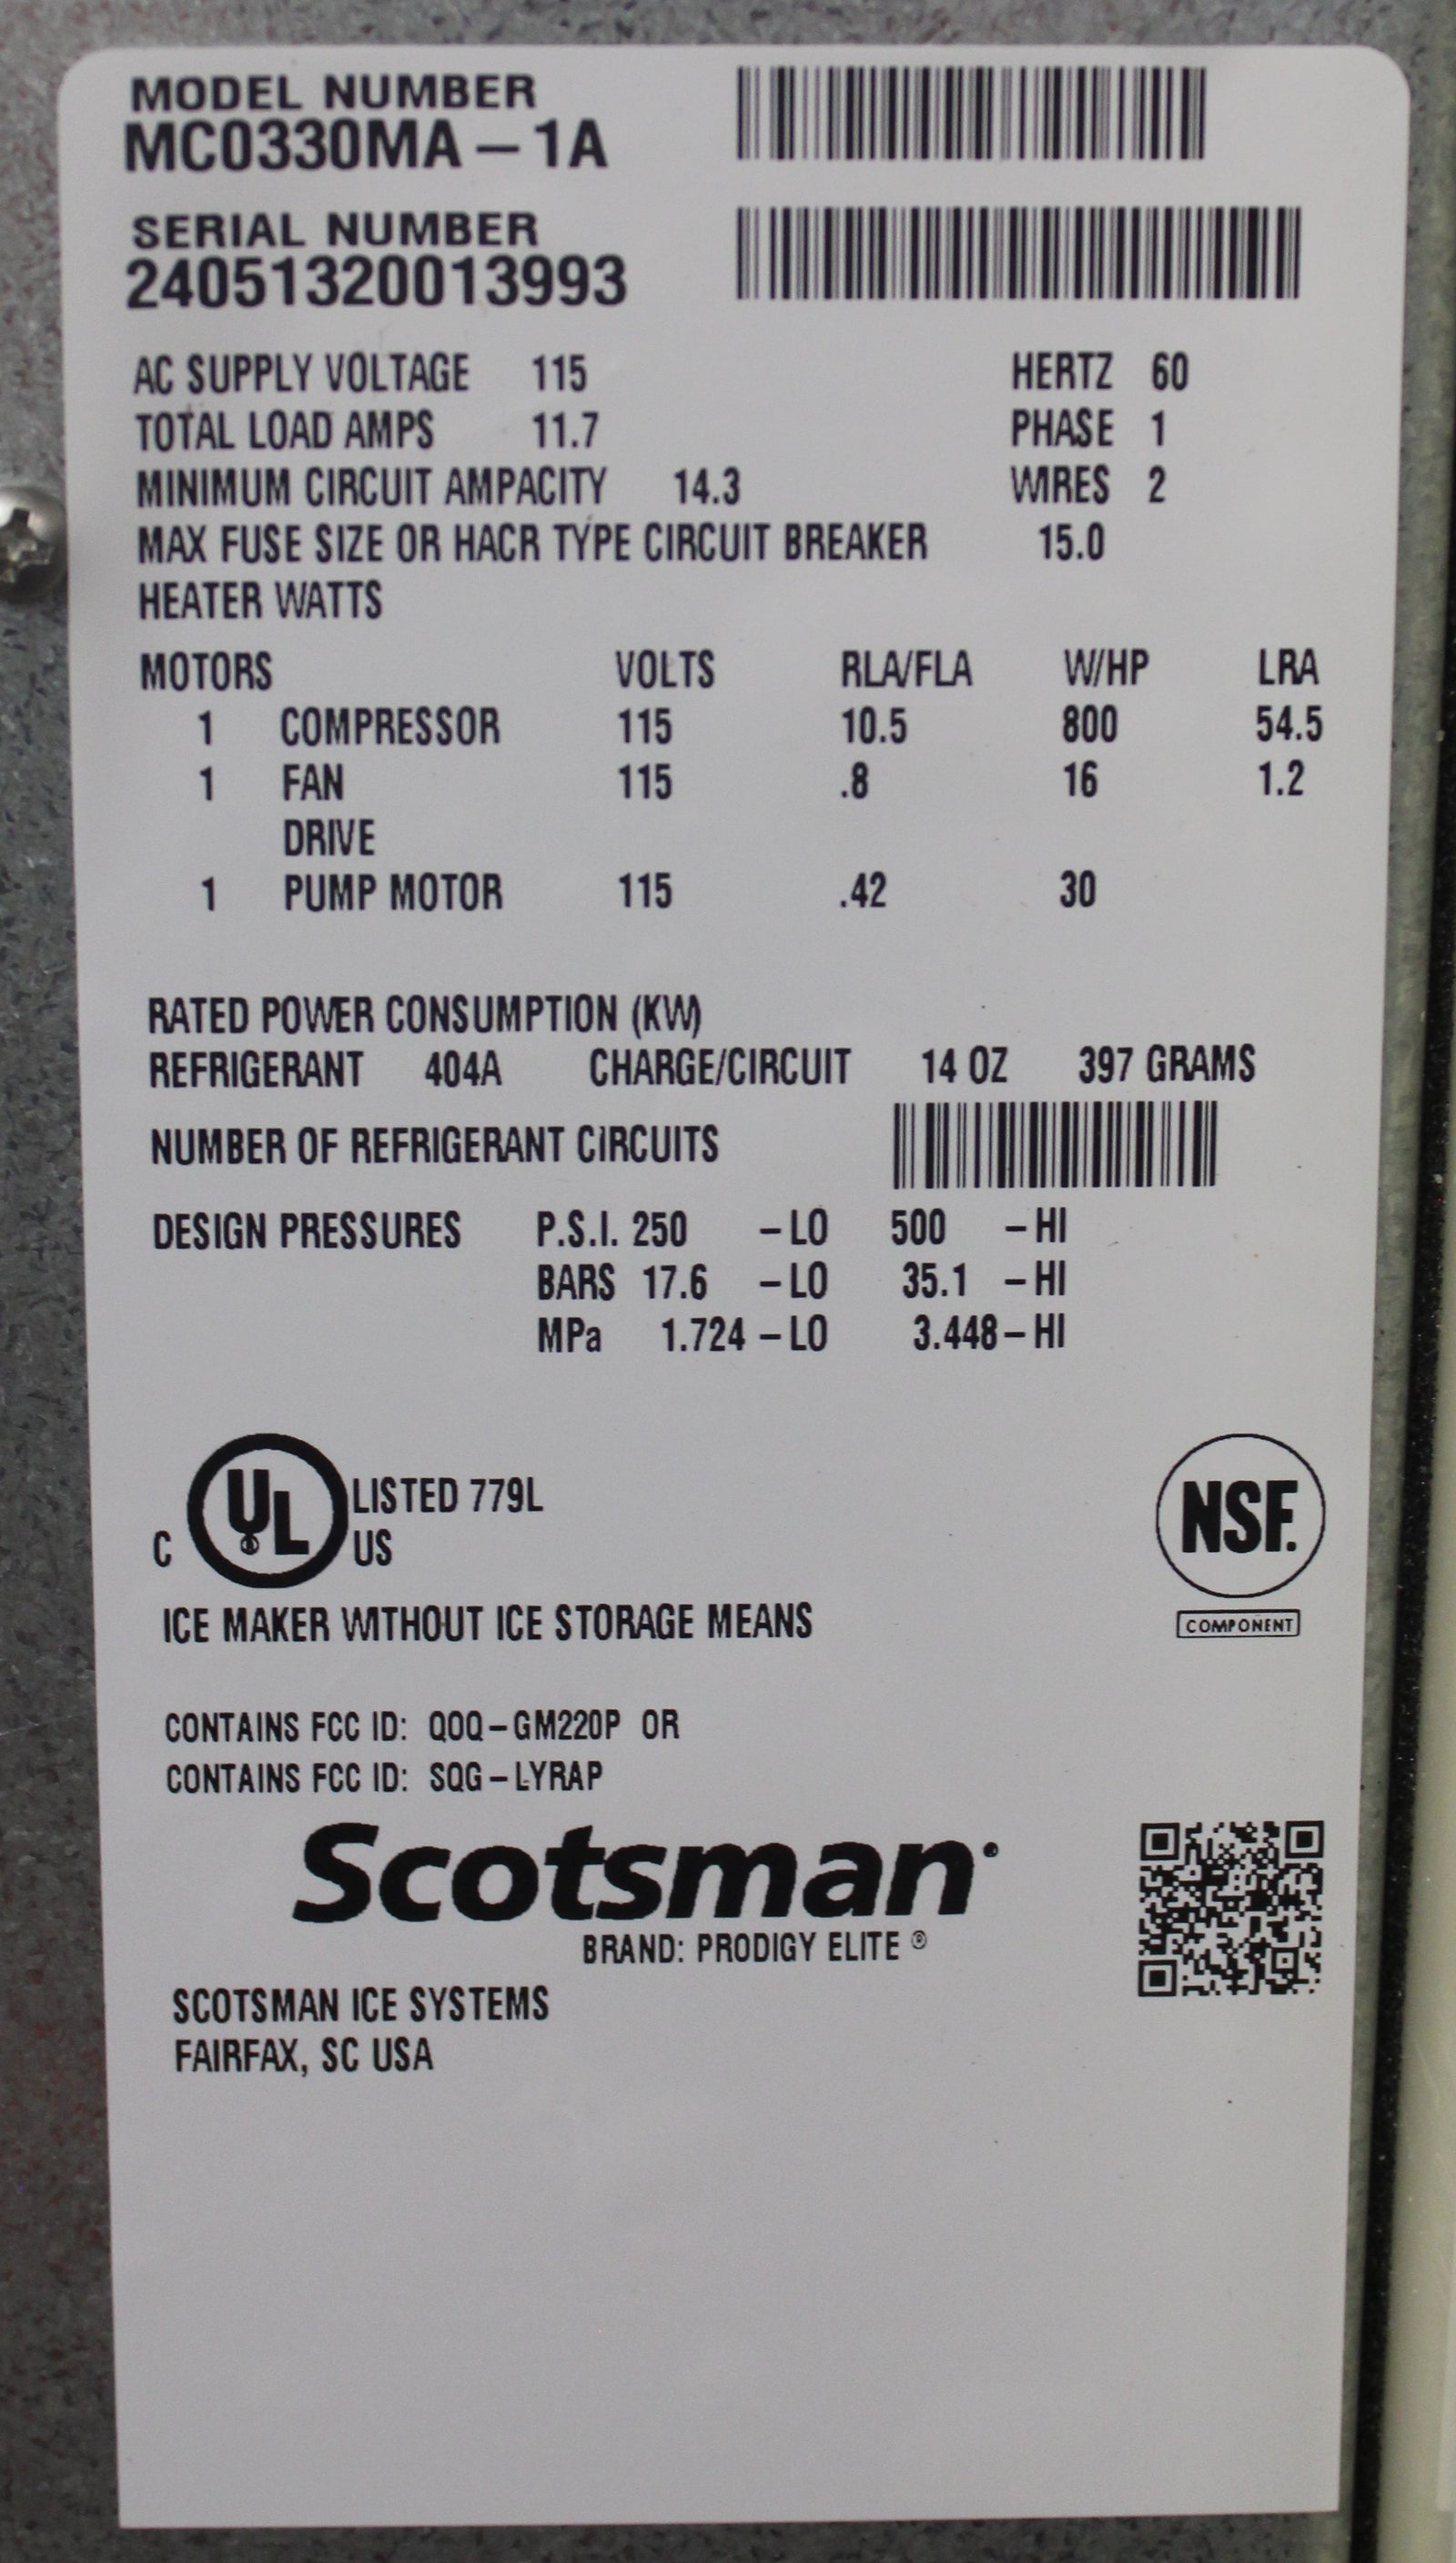 MODEL NUMBER
MC0330MA-1A
SERIAL NUMBER
24051320013993
AC SUPPLY VOLTAGE 115 HERTZ 60
TOTAL LOAD AMPS 11.7 PHASE 1
MINIMUM CIRCUIT AMPACITY 14.3 WIRES 2
MAX FUSE SIZE OR HACR TYPE CIRCUIT BREAKER 15.0
HEATER WATTS
MOTORS VOLTS RLA/FLA W/HP LRA
1 COMPRESSOR 115 10.5 800 54.5
1 FAN 115 .8 16 1.2
DRIVE
1 PUMP MOTOR 115 .42 30
RATED POWER CONSUMPTION (KW)
REFRIGERANT 404A CHARGE/CIRCUIT 14 OZ 397 GRAMS
NUMBER OF REFRIGERANT CIRCUITS
DESIGN PRESSURES P.S.I. 250 -LO 500 -HI
BARS 17.6 -LO 35.1 -HI
MPa 1.724 -LO 3.448-HI
C UL LISTED 779L
US
NSF.
COMPONENT
ICE MAKER WITHOUT ICE STORAGE MEANS
CONTAINS FCC ID: QOQ-GM220P OR
CONTAINS FCC ID: SQG-LYRAP
Scotsman
BRAND: PRODIGY ELITE ®
SCOTSMAN ICE SYSTEMS
FAIRFAX, SC USA